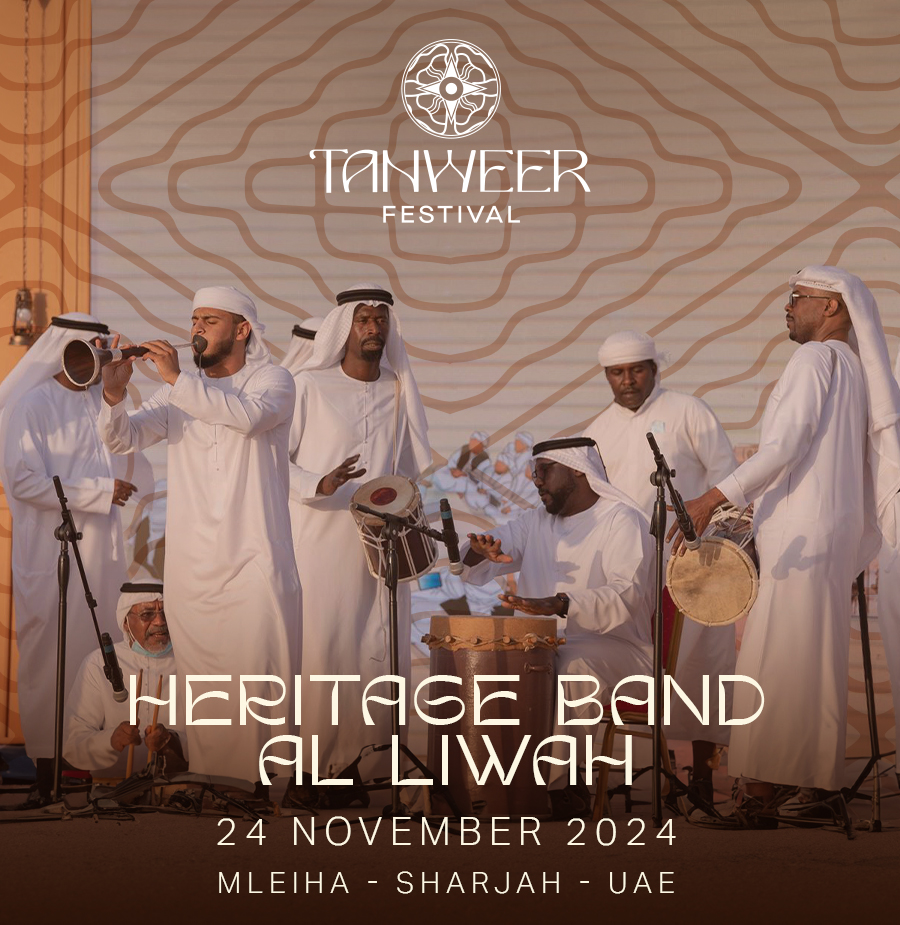 TANWEER
FESTIVAL
HERITAGE BAND
AL LIWAH
24 NOVEMBER 2024
MLEIHA - SHARJAH - UAE